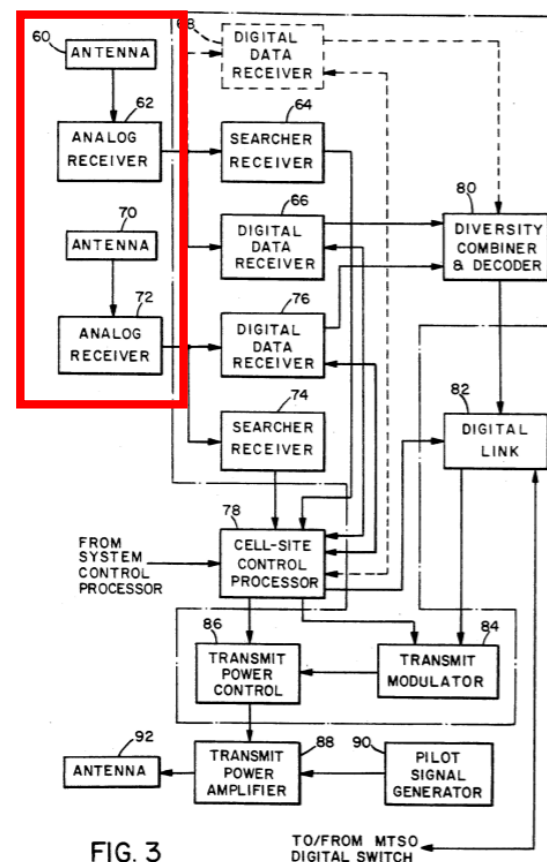 60
ANTENNA
62
ANALOG
RECEIVER
70
ANTENNA
72
ANALOG
RECEIVER
68
DIGITAL
DATA
RECEIVER
64
SEARCHER
RECEIVER
66
DIGITAL DATA
RECEIVER
76
DIGITAL
DATA
RECEIVER
74
SEARCHER
RECEIVER
80
DIVERSITY
COMBINER
& DECODER
82
DIGITAL
LINK
FROM
SYSTEM
CONTROL
PROCESSOR
78
CELL-SITE
CONTROL
PROCESSOR
86
TRANSMIT
POWER
CONTROL
84
TRANSMIT
MODULATOR
92
ANTENNA
88
TRANSMIT
POWER
AMPLIFIER
90
PILOT
SIGNAL
GENERATOR
FIG. 3
TO/FROM MTSO
DIGITAL SWITCH